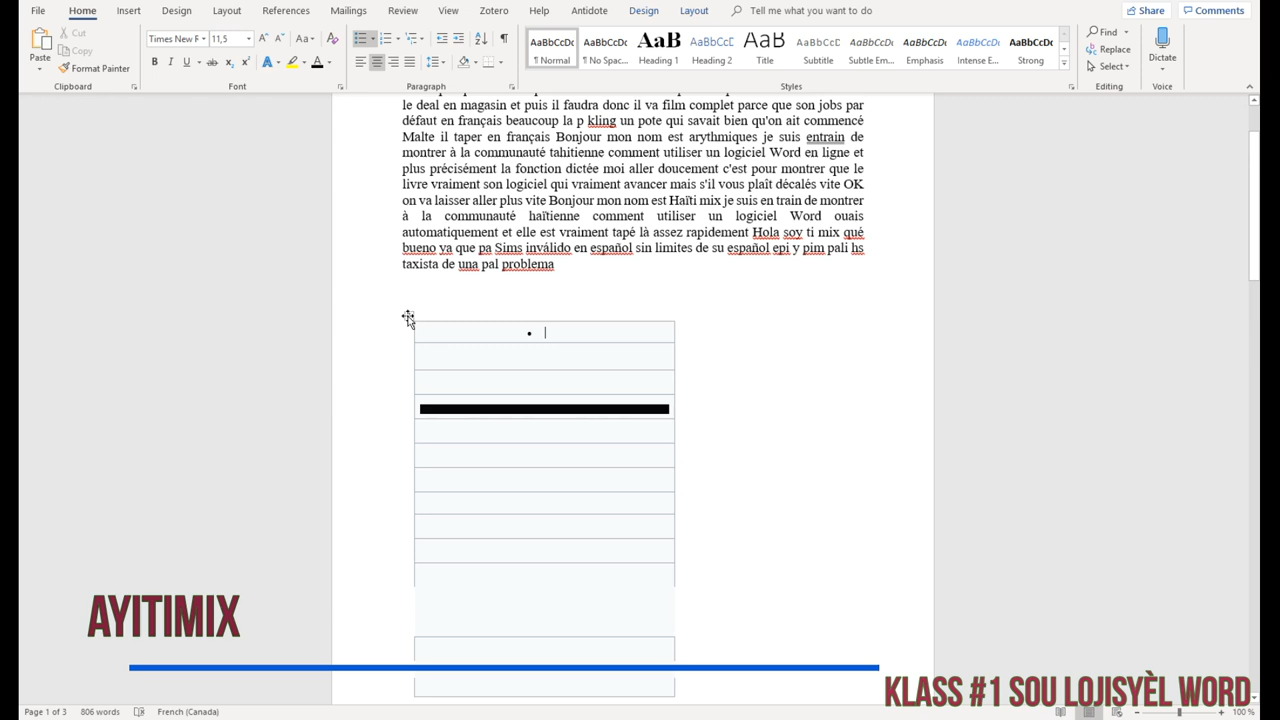 File Home Insert Design Layout References Mailings Review View Zotero Help Antidote Design Layout Tell me what you want to do Share Comments
Paste Cut Copy Format Painter
Times New F 11,5 Aa
B I U ab x₂ x² A A
AaBbCcDc AaBbCcDc AaB AaBbCcD AaB AaBbCcD AaBbCcDc AaBbCcDc AaBbCcDc AaBbCcDc
¶ Normal ¶ No Spac... Heading 1 Heading 2 Title Subtitle Subtle Em... Emphasis Intense E... Strong
Find Replace Select Dictate
Clipboard Font Paragraph Styles Editing Voice
le deal en magasin et puis il faudra donc il va film complet parce que son jobs par
défaut en français beaucoup la p kling un pote qui savait bien qu'on ait commencé
Malte il taper en français Bonjour mon nom est arythmiques je suis entrain de
montrer à la communauté tahitienne comment utiliser un logiciel Word en ligne et
plus précisément la fonction dictée moi aller doucement c'est pour montrer que le
livre vraiment son logiciel qui vraiment avancer mais s'il vous plaît décalés vite OK
on va laisser aller plus vite Bonjour mon nom est Haïti mix je suis en train de montrer
à la communauté haïtienne comment utiliser un logiciel Word ouais
automatiquement et elle est vraiment tapé là assez rapidement Hola soy ti mix qué
bueno ya que pa Sims inválido en español sin limites de su español epi y pim pali hs
taxista de una pal problema
AYITIMIX
KLASS #1 SOU LOJISYÈL WORD
Page 1 of 3 806 words French (Canada) 100 %